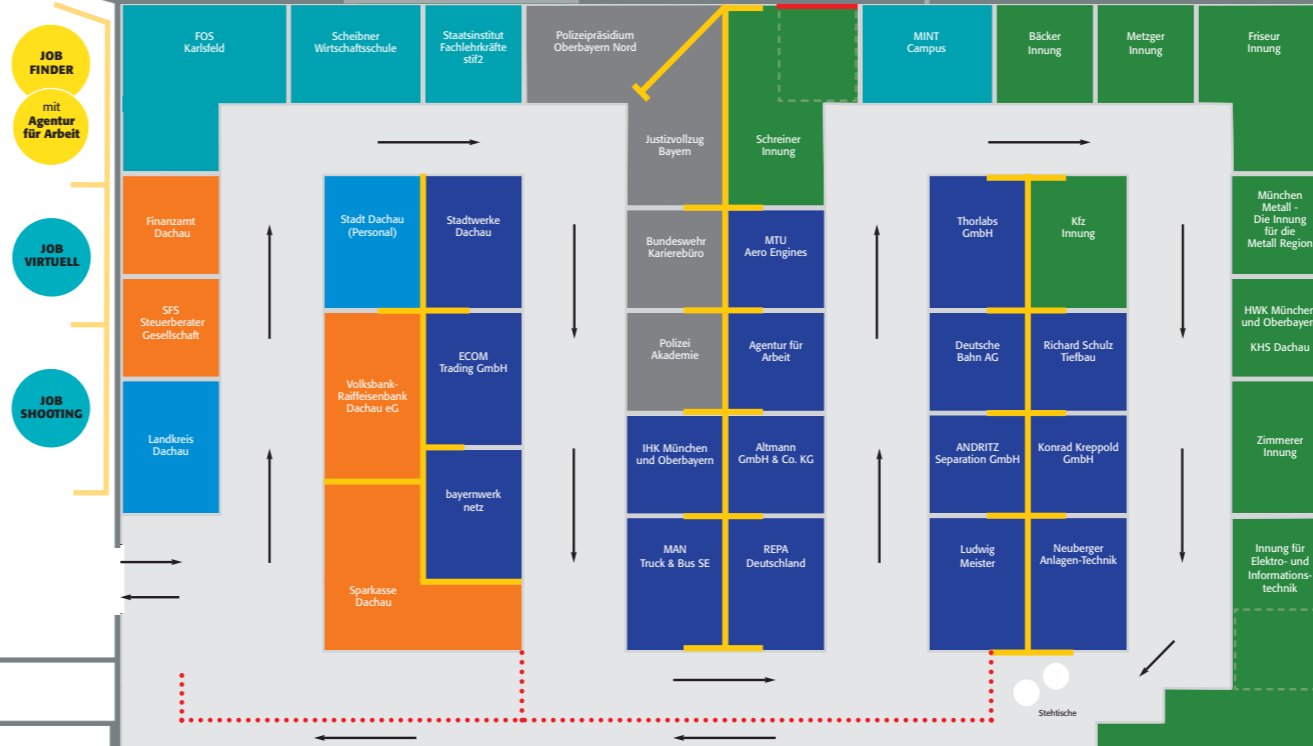 JOB
FINDER
mit
Agentur
für Arbeit
JOB
VIRTUELL
JOB
SHOOTING
FOS
Karlsfeld
Scheibner
Wirtschaftsschule
Staatsinstitut
Fachlehrkräfte
stif2
Polizeipräsidium
Oberbayern Nord
MINT
Campus
Bäcker
Innung
Metzger
Innung
Friseur
Innung
Justizvollzug
Bayern
Schreiner
Innung
Finanzamt
Dachau
SFS
Steuerberater
Gesellschaft
Landkreis
Dachau
Stadt Dachau
(Personal)
Stadtwerke
Dachau
Volksbank-
Raiffeisenbank
Dachau eG
ECOM
Trading GmbH
bayernwerk
netz
Sparkasse
Dachau
Bundeswehr
Karierebüro
MTU
Aero Engines
Polizei
Akademie
Agentur für
Arbeit
IHK München
und Oberbayern
Altmann
GmbH & Co. KG
MAN
Truck & Bus SE
REPA
Deutschland
Thorlabs
GmbH
Kfz
Innung
Deutsche
Bahn AG
Richard Schulz
Tiefbau
ANDRITZ
Separation GmbH
Konrad Kreppold
GmbH
Ludwig
Meister
Neuberger
Anlagen-Technik
München
Metall -
Die Innung
für die
Metall Region
HWK München
und Oberbayern
KHS Dachau
Zimmerer
Innung
Innung für
Elektro- und
Informations-
technik
Stehtische